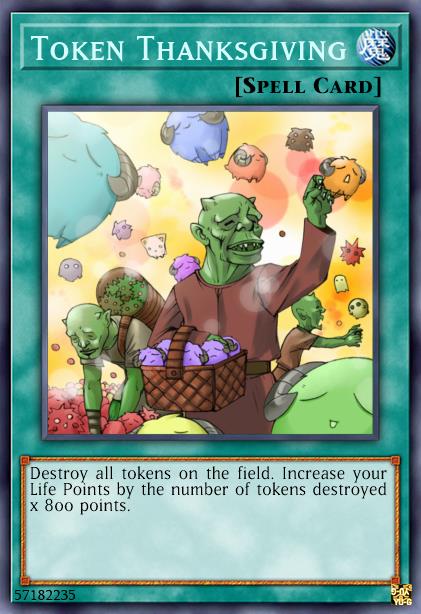 Token Thanksgiving
魔
[Spell Card]
Destroy all tokens on the field. Increase your
Life Points by the number of tokens destroyed
x 800 points.
57182235